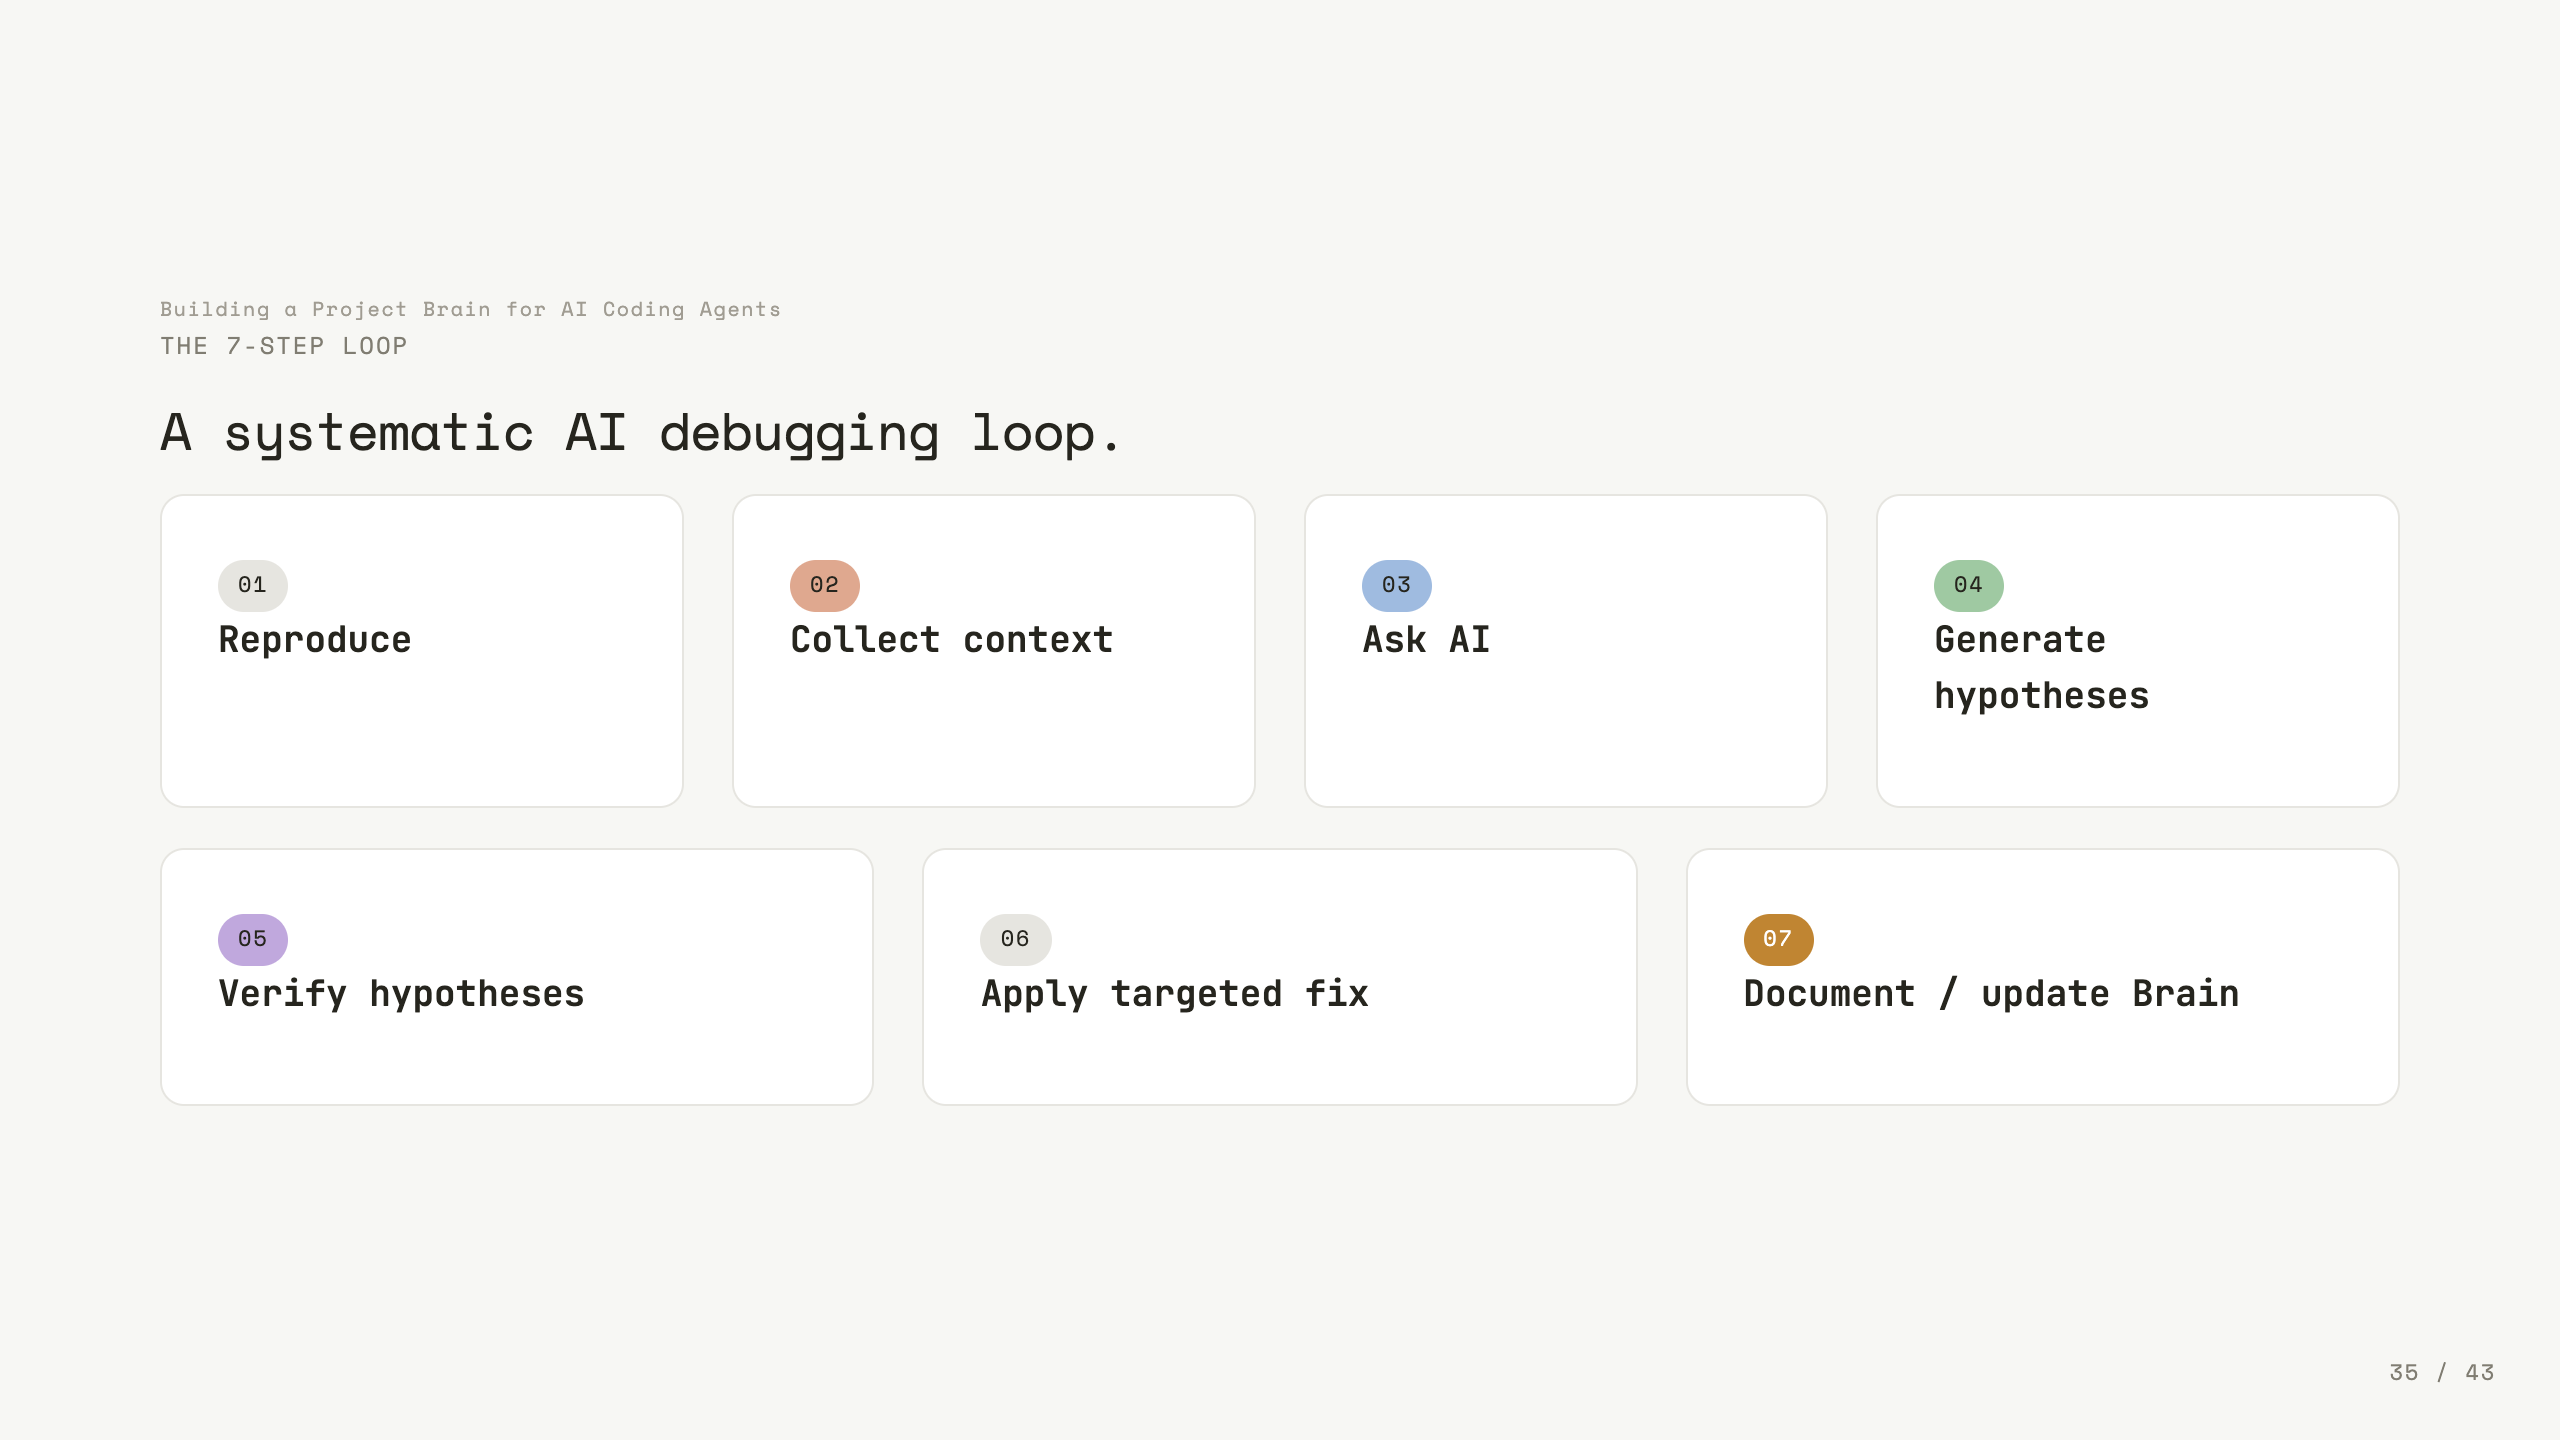 Building a Project Brain for AI Coding Agents
THE 7-STEP LOOP
A systematic AI debugging loop.
01
Reproduce
02
Collect context
03
Ask AI
04
Generate
hypotheses
05
Verify hypotheses
06
Apply targeted fix
07
Document / update Brain
35 / 43